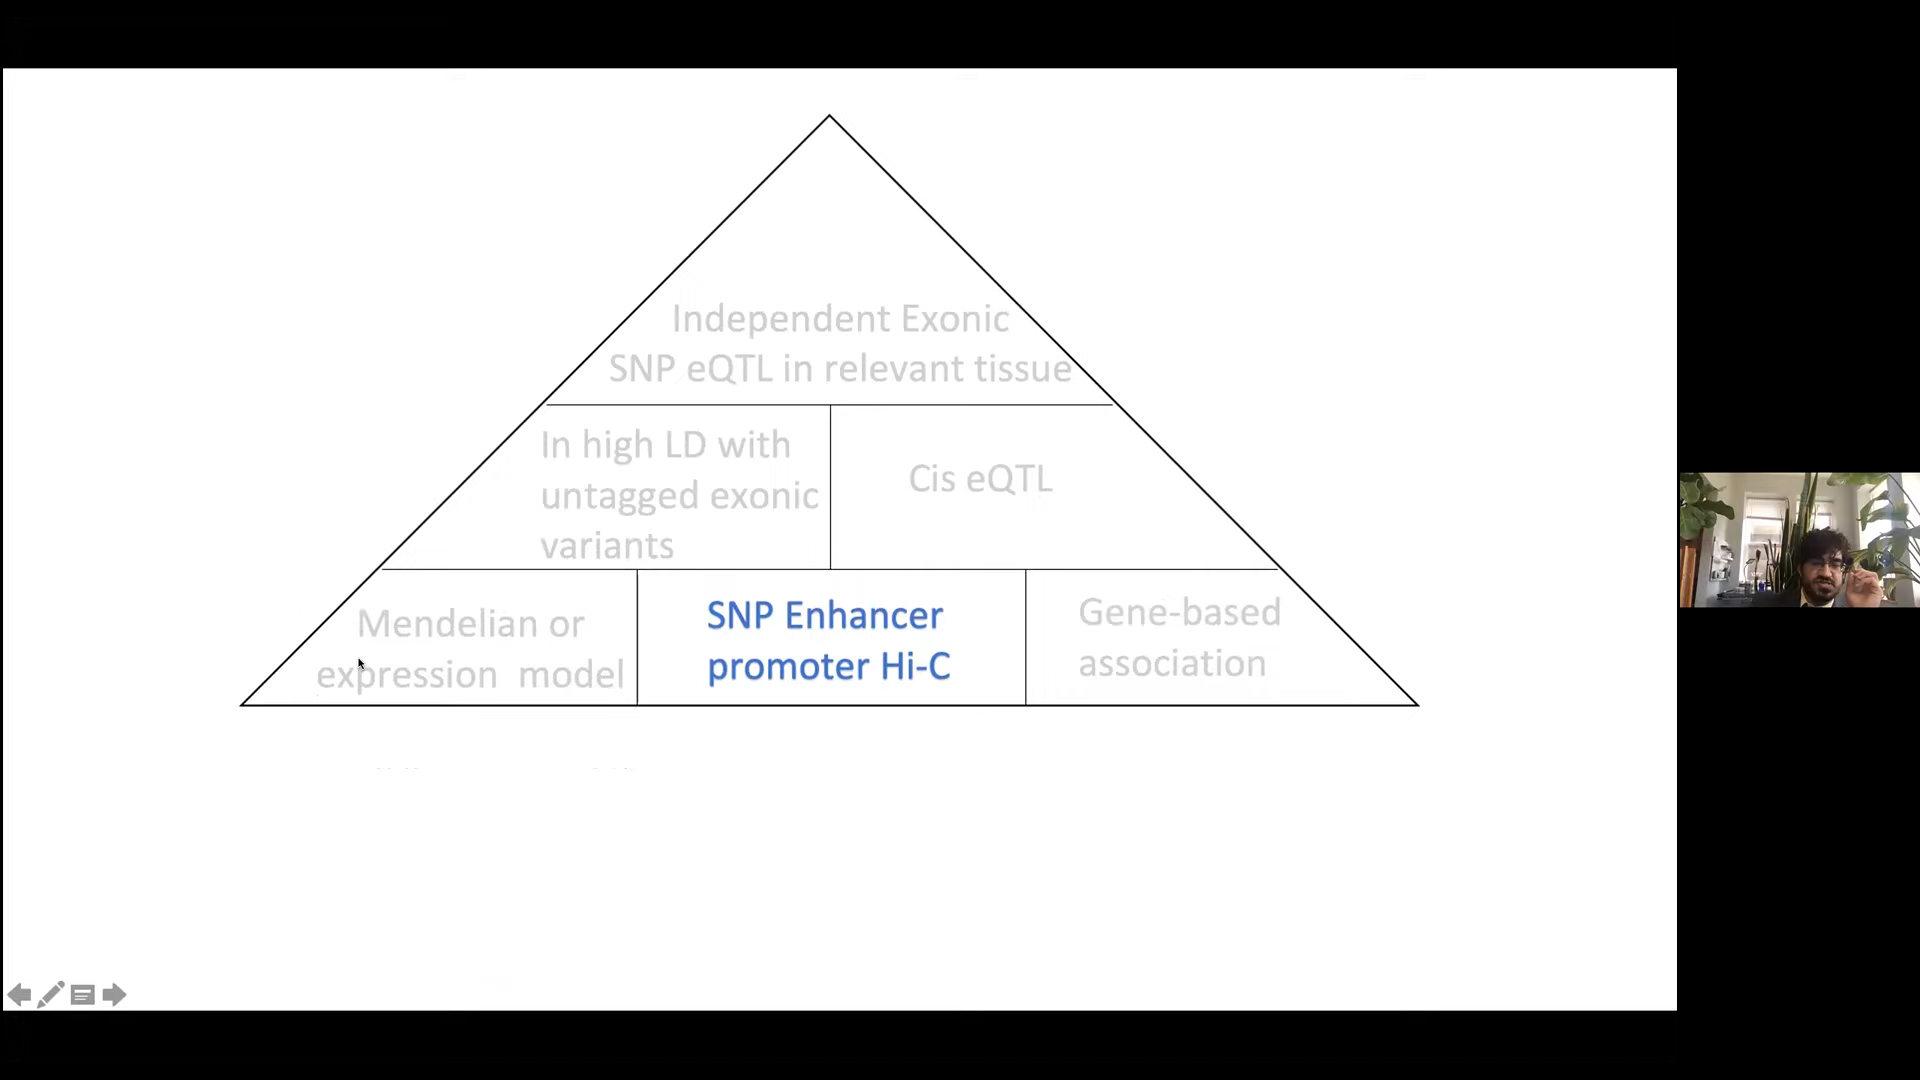 Independent Exonic
SNP eQTL in relevant tissue
In high LD with
untagged exonic
variants
Cis eQTL
Mendelian or
expression model
SNP Enhancer
promoter Hi-C
Gene-based
association